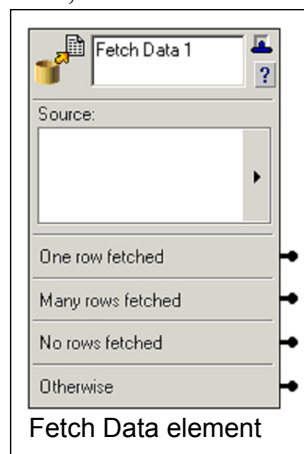 Fetch Data 1
?
Source:
One row fetched
Many rows fetched
No rows fetched
Otherwise
Fetch Data element